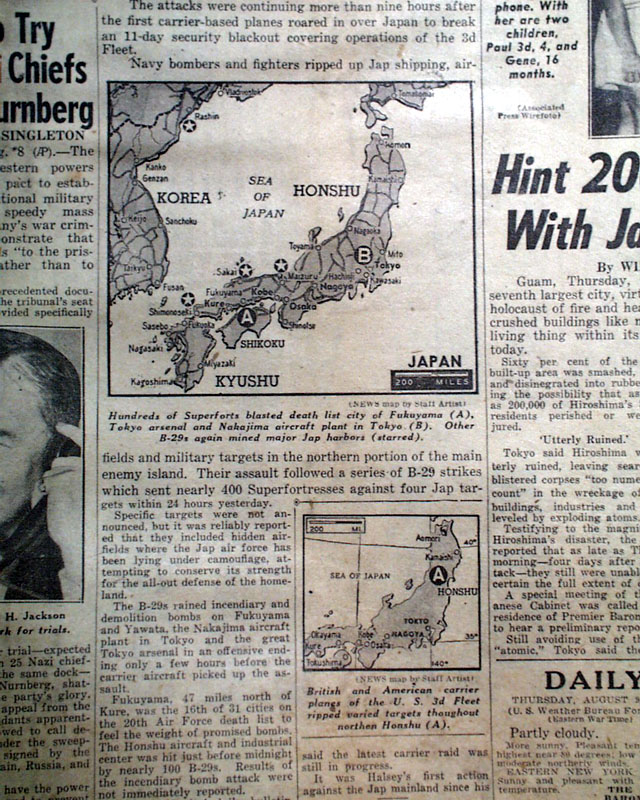 o Try
Chiefs
urnberg
SINGLETON
g. 8 (AP).—The
estern powers
pact to estab-
tional military
speedy mass
any's war crim-
onstrate that
s "to the pris-
ather than to
precedented docu-
he tribunal's seat
vided specifically
H. Jackson
rk for trials.
trial—expected
25 Nazi chief-
the same dock—
Nurnberg, shat-
e party's glory.
appeal from the
ndants apparent-
owed to call de-
der the sweep-
signed by the
ain, Russia, and
have the power
The attacks were continuing more than nine hours after
the first carrier-based planes roared in over Japan to break
an 11-day security blackout covering operations of the 3d
Fleet.
Navy bombers and fighters ripped up Jap shipping, air-
Vladivostok
Rashin
Kanko
Genzan
KOREA
SEA
OF
JAPAN
HONSHU
Keijo
Sanchoku
Taikyu
Fusan
Nagaoka
Toyama
B
Mito
Tokyo
Kawasaki
Sakai
Maizuru
Hachioji
Nagoya
Fukuyama
Kobe
Kure
Osaka
Shimonoseki
A
Sasebo
Fukuoka
SHIKOKU
Nagasaki
Miyazaki
Kagoshima
KYUSHU
JAPAN
200 MILES
(NEWS map by Staff Artist)
Hundreds of Superforts blasted death list city of Fukuyama (A),
Tokyo arsenal and Nakajima aircraft plant in Tokyo (B). Other
B-29s again mined major Jap harbors (starred).
fields and military targets in the northern portion of the main
enemy island. Their assault followed a series of B-29 strikes
which sent nearly 400 Superfortresses against four Jap tar-
gets within 24 hours yesterday.
Specific targets were not an-
nounced, but it was reliably report-
ed that they included hidden air-
fields where the Jap air force has
been lying under camouflage, at-
tempting to conserve its strength
for the all-out defense of the home-
land.
The B-29s rained incendiary and
demolition bombs on Fukuyama
and Yawata, the Nakajima aircraft
plant in Tokyo and the great
Tokyo arsenal in an offensive end-
ing only a few hours before the
carrier aircraft picked up the as-
sault.
Fukuyama, 47 miles north of
Kure, was the 16th of 31 cities on
the 20th Air Force death list to
feel the weight of promised bombs.
The Honshu aircraft and industrial
center was hit just before midnight
by nearly 100 B-29s. Results of
the incendiary bomb attack were
not immediately reported.
200 MI.
Aomori
40°
Kamaishi
A
SEA OF JAPAN
HONSHU
TOKYO
Okayama
Kobe
NAGOYA
35°
Kure
Osaka
Tokushima
140°
(NEWS map by Staff Artist)
British and American carrier
plangs of the U. S. 3d Fleet
ripped varied targets thoughout
northen Honshu (A).
said the latest carrier raid was
still in progress.
It was Halsey's first action
against the Jap mainland since his
phone. With
her are two
children,
Paul 3d, 4, and
Gene, 16
months.
(Associated
Press Wirefoto)
Hint 20
With Ja
By WI
Guam, Thursday,
seventh largest city, virt
holocaust of fire and hea
crushed buildings like m
living thing within its
today.
Sixty per cent of the
built-up area was smashed,
and disinegrated into rubbe
ing the possibility that as
as 200,000 of Hiroshima's
residents perished or we
jured.
'Utterly Ruined.'
Tokyo said Hiroshima w
terly ruined, leaving sea
blistered corpses "too nume
count" in the wreckage o
buildings, industries and
leveled by exploding atoms
Testifying to the magni
Hiroshima's disaster, the
reported that as late as Th
morning—four days after
tack—they still were unabl
certain the full extent of d
A special meeting of th
anese Cabinet was called
residence of Premier Baron
to hear a preliminary repo
Still avoiding use of t
"atomic," Tokyo said the
DAILY
THURSDAY, AUGUST
(U. S. Weather Bureau Fo
(Eastern War Time)
Partly cloudy.
More sunny. Pleasant ten
highest near 80 degrees; low
moderate northerly winds.
EASTERN NEW YORK
Sunny and pleasant with
temperature.
THE